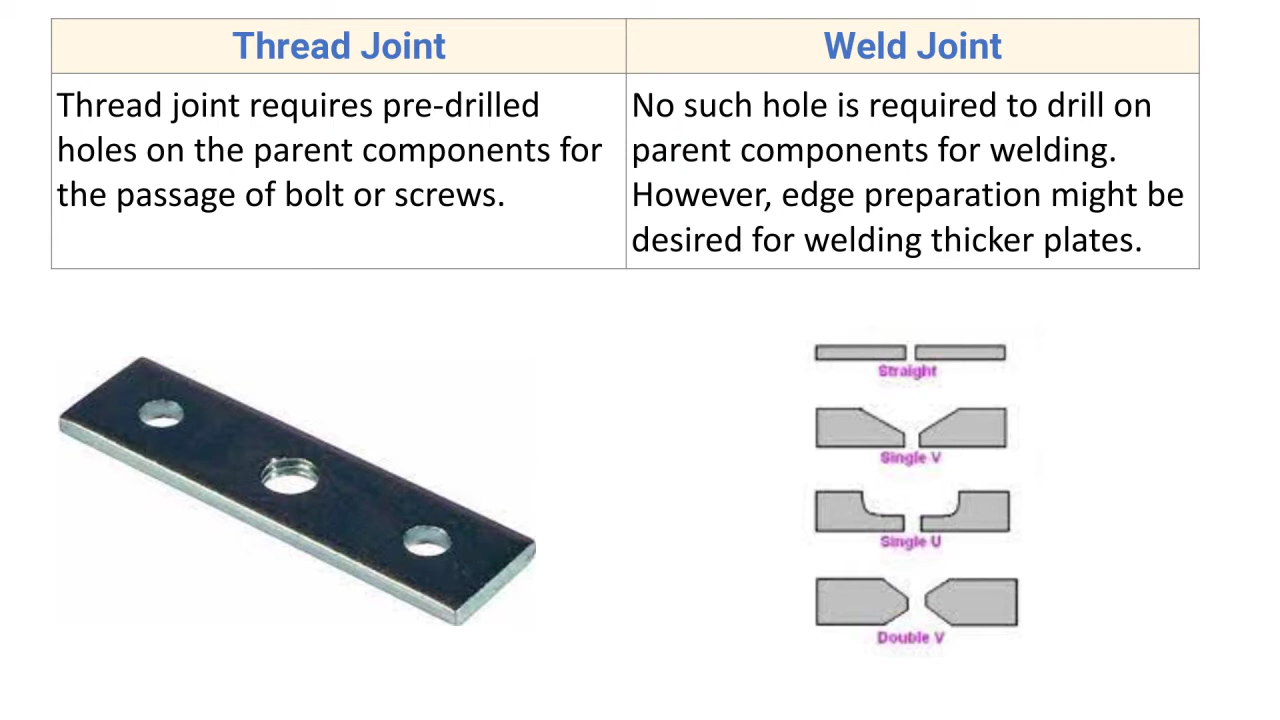 Thread Joint
Weld Joint
Thread joint requires pre-drilled
holes on the parent components for
the passage of bolt or screws.
No such hole is required to drill on
parent components for welding.
However, edge preparation might be
desired for welding thicker plates.
Straight
Single V
Single U
Double V